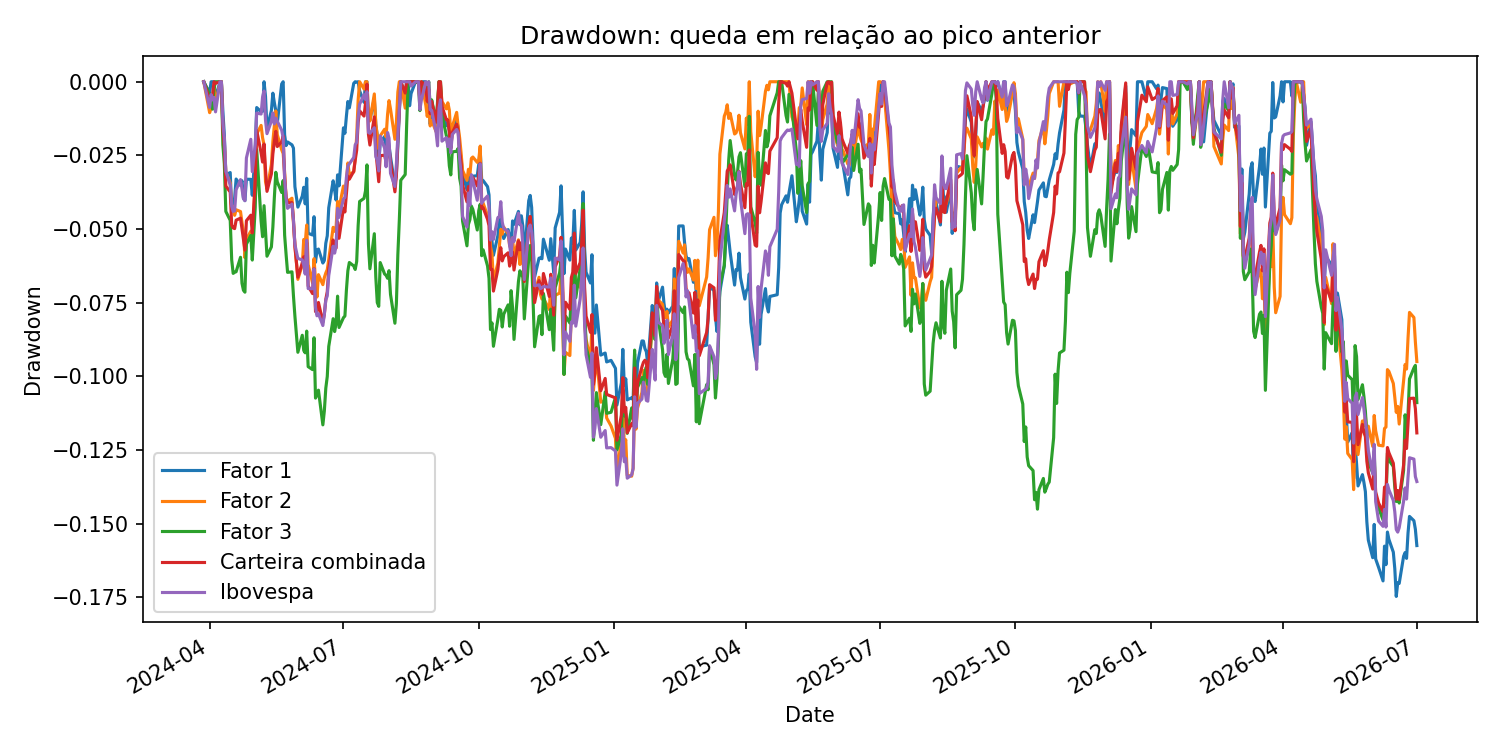 Drawdown: queda em relação ao pico anterior
Drawdown
0.000
−0.025
−0.050
−0.075
−0.100
−0.125
−0.150
−0.175
Fator 1
Fator 2
Fator 3
Carteira combinada
Ibovespa
2024-04
2024-07
2024-10
2025-01
2025-04
2025-07
2025-10
2026-01
2026-04
2026-07
Date